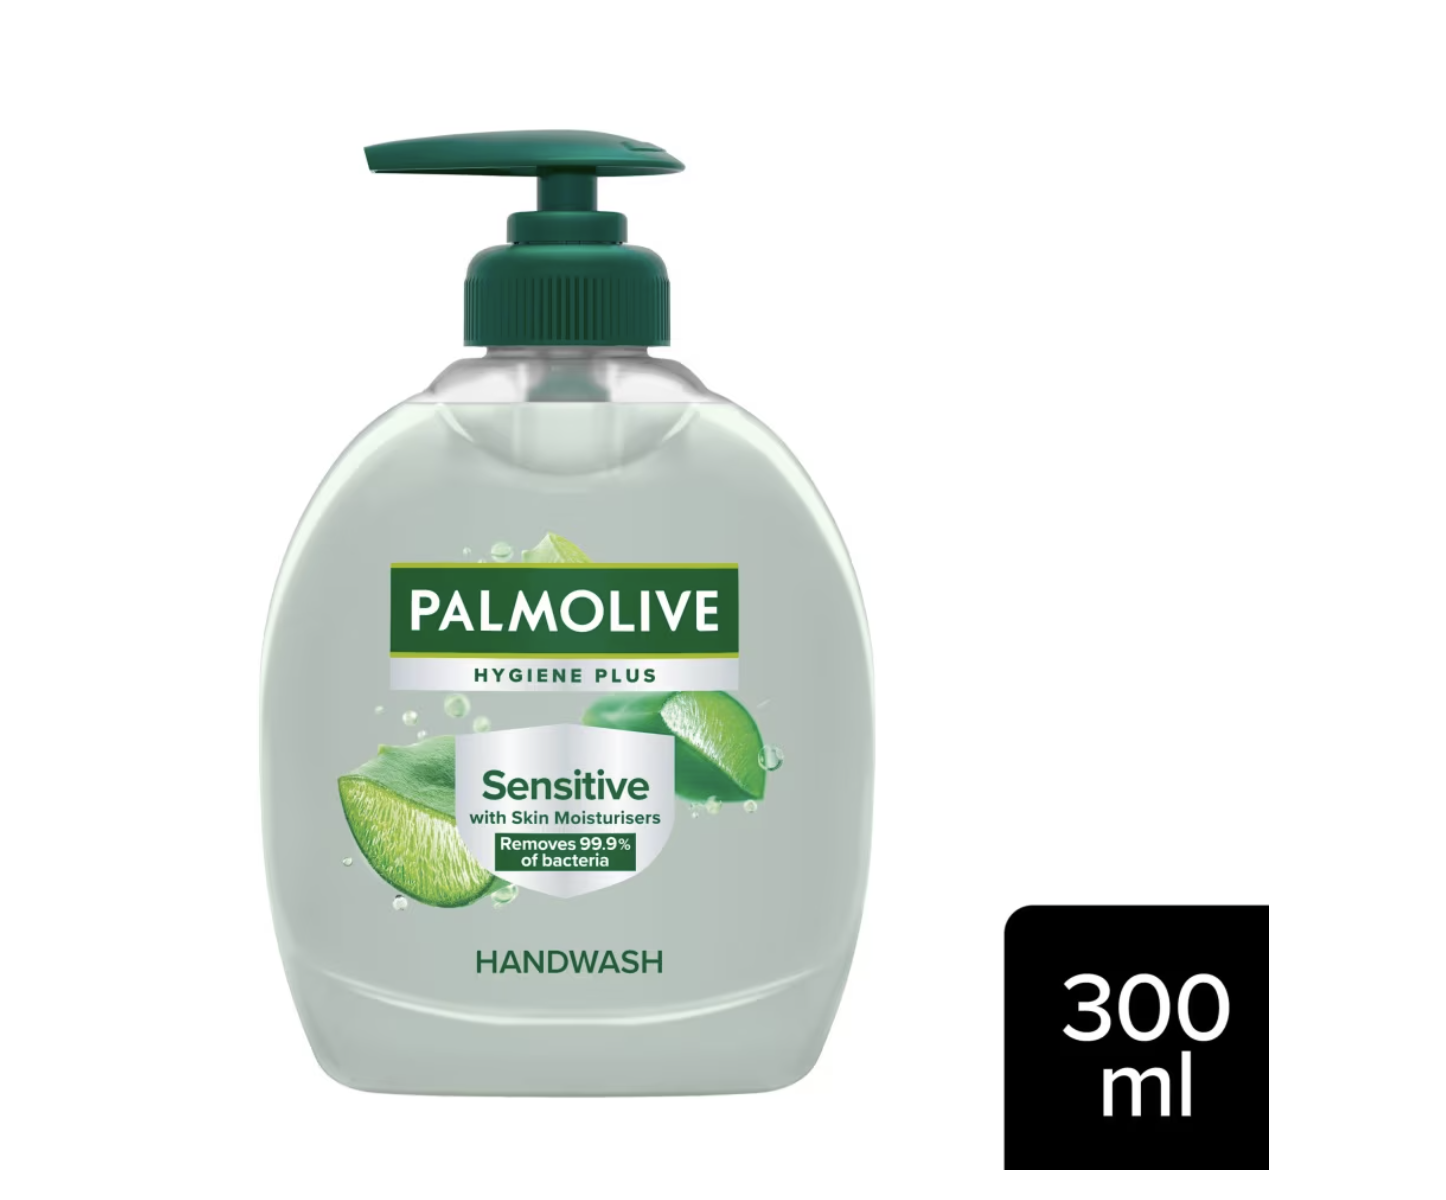 PALMOLIVE
HYGIENE PLUS
Sensitive
with Skin Moisturisers
Removes 99.9%
of bacteria
HANDWASH
300
ml